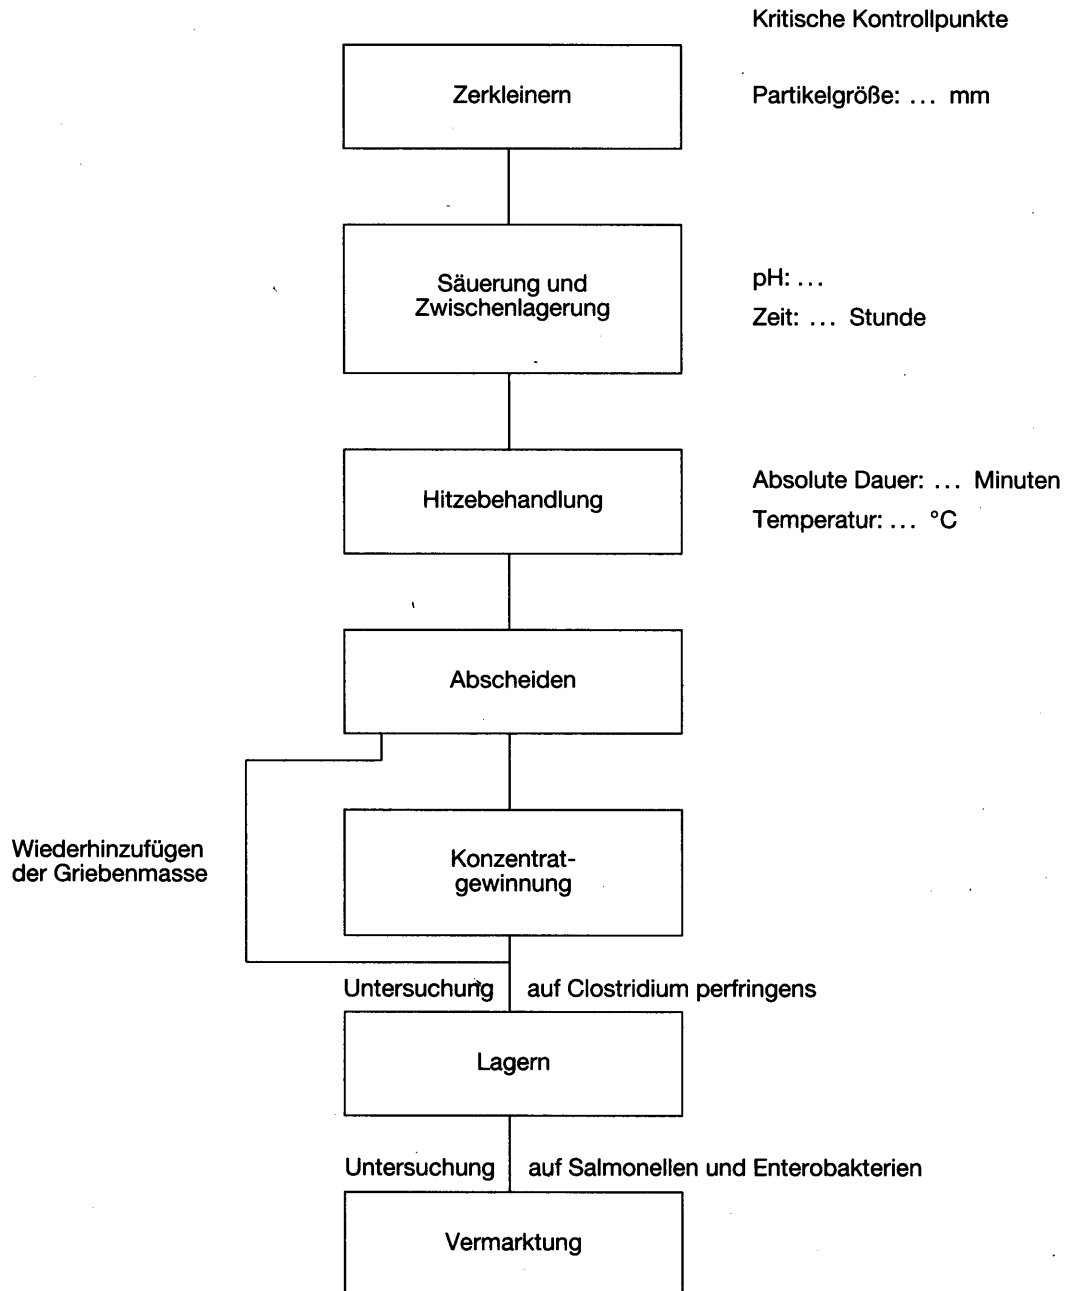 Kritische Kontrollpunkte
Zerkleinern
Partikelgröße: ... mm
Säuerung und
Zwischenlagerung
pH: ...
Zeit: ... Stunde
Hitzebehandlung
Absolute Dauer: ... Minuten
Temperatur: ... °C
Abscheiden
Wiederhinzufügen
der Griebenmasse
Konzentrat-
gewinnung
Untersuchung auf Clostridium perfringens
Lagern
Untersuchung auf Salmonellen und Enterobakterien
Vermarktung